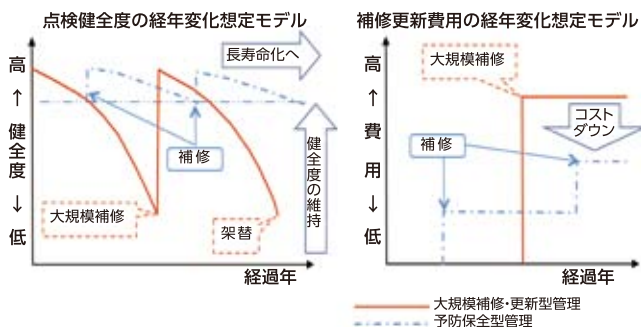 点検健全度の経年変化想定モデル
高
↑
健全度
↓
低
長寿命化へ
補修
健全度の維持
大規模補修
架替
経過年
補修更新費用の経年変化想定モデル
高
↑
費用
↓
低
大規模補修
コスト
ダウン
補修
経過年
大規模補修・更新型管理
予防保全型管理